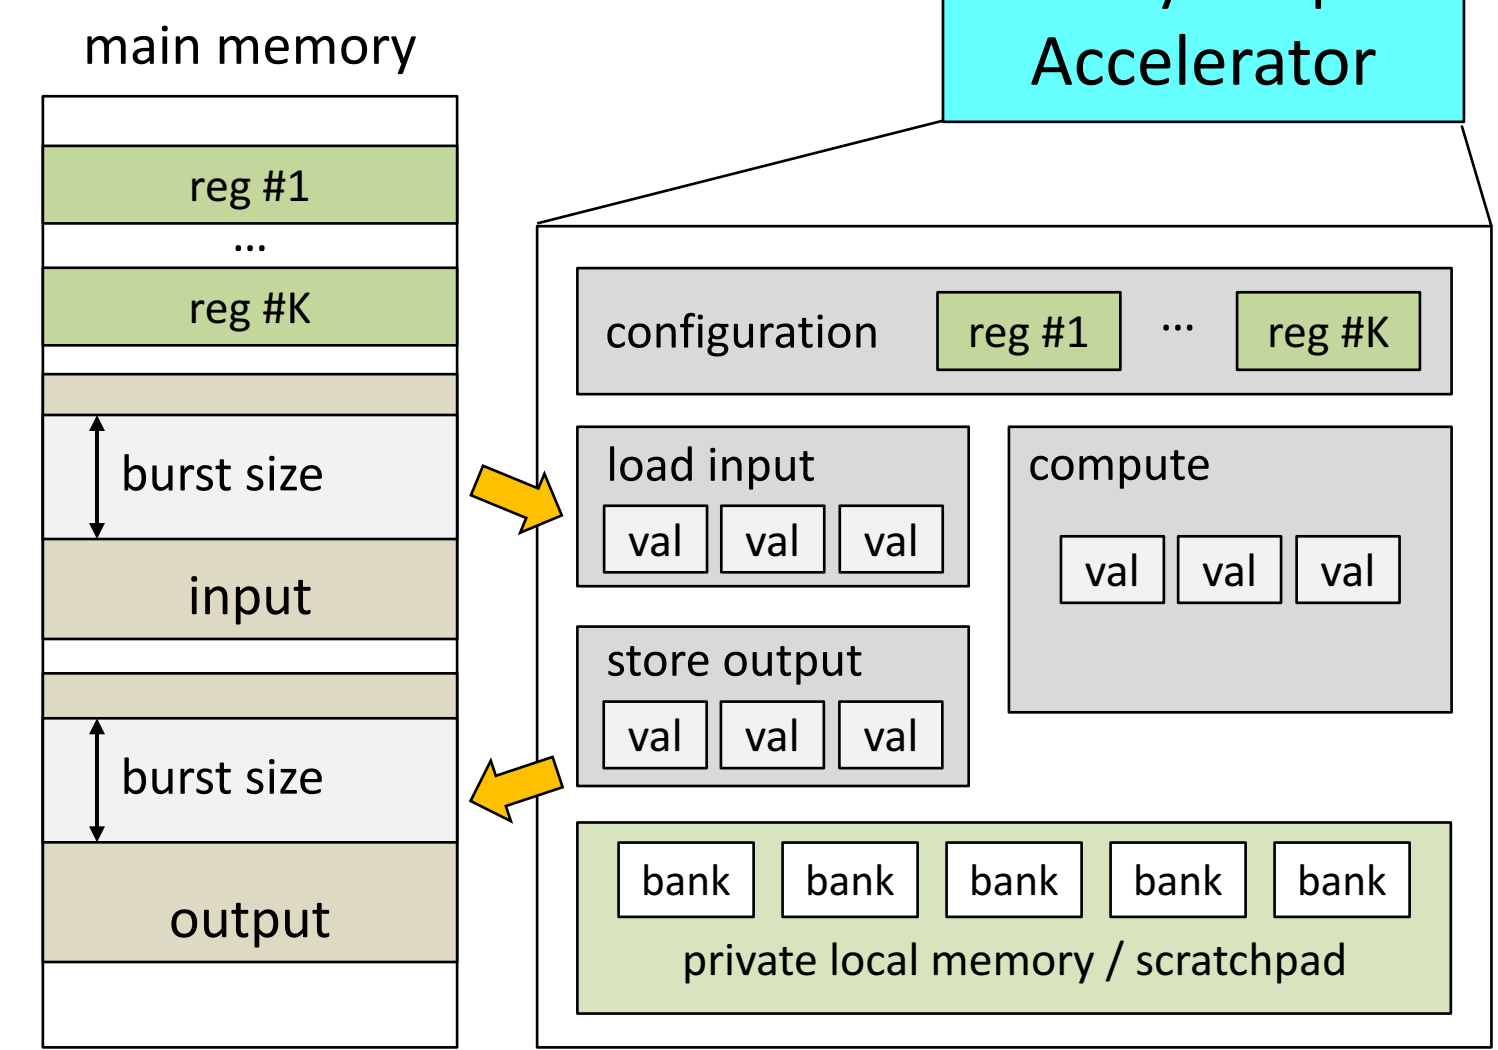 main memory
Accelerator
reg #1
...
reg #K
burst size
input
burst size
output
configuration
reg #1
...
reg #K
load input
val
val
val
compute
val
val
val
store output
val
val
val
bank
bank
bank
bank
bank
private local memory / scratchpad